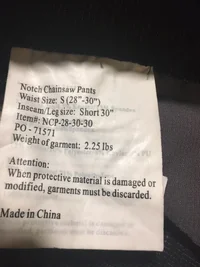 Notch Chainsaw Pants
Waist Size: S (28"-30")
Inseam/Leg size: Short 30"
Item#: NCP-28-30-30
PO - 71571
Weight of garment: 2.25 lbs
Attention:
When protective material is damaged or
modified, garments must be discarded.
Made in China